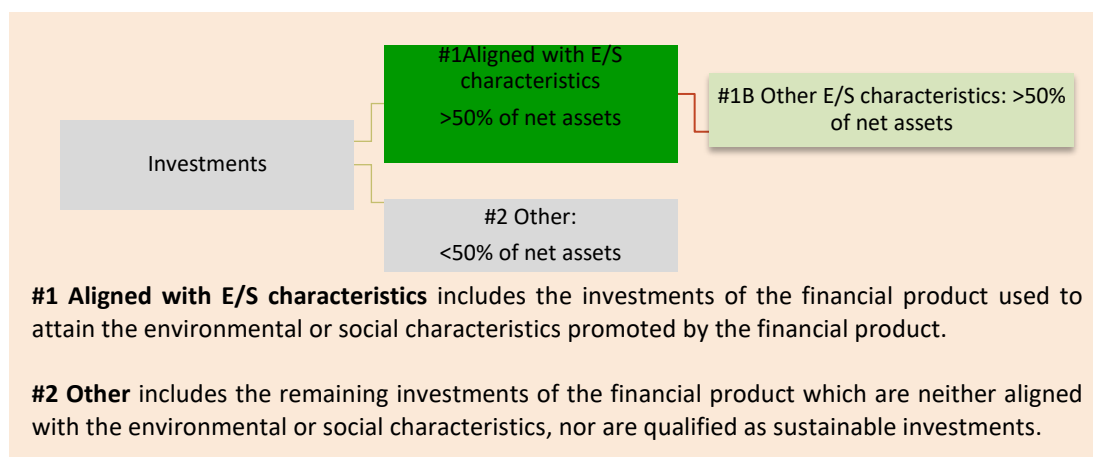 #1Aligned with E/S
characteristics
>50% of net assets
#1B Other E/S characteristics: >50%
of net assets
Investments
#2 Other:
<50% of net assets
#1 Aligned with E/S characteristics includes the investments of the financial product used to
attain the environmental or social characteristics promoted by the financial product.
#2 Other includes the remaining investments of the financial product which are neither aligned
with the environmental or social characteristics, nor are qualified as sustainable investments.